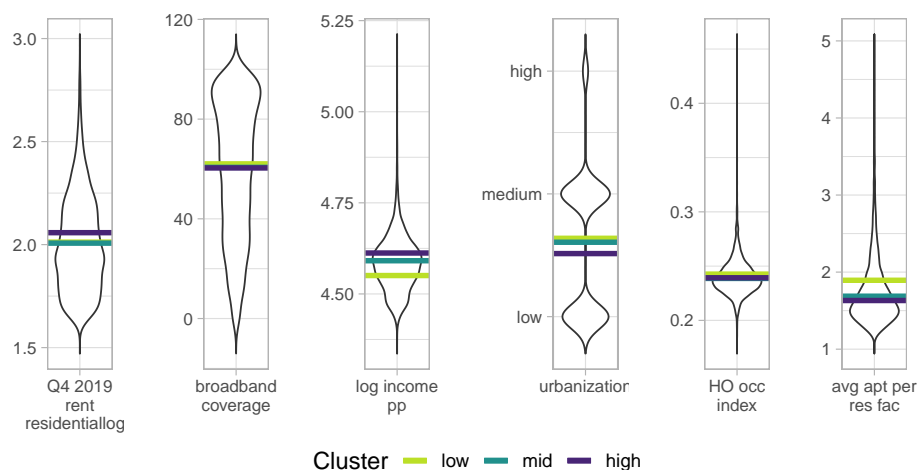 3.0
2.5
2.0
1.5
Q4 2019
rent
residentiallog
120
80
40
0
broadband
coverage
5.25
5.00
4.75
4.50
log income
pp
high
medium
low
urbanization
0.4
0.3
0.2
HO occ
index
5
4
3
2
1
avg apt per
res fac
Cluster low mid high